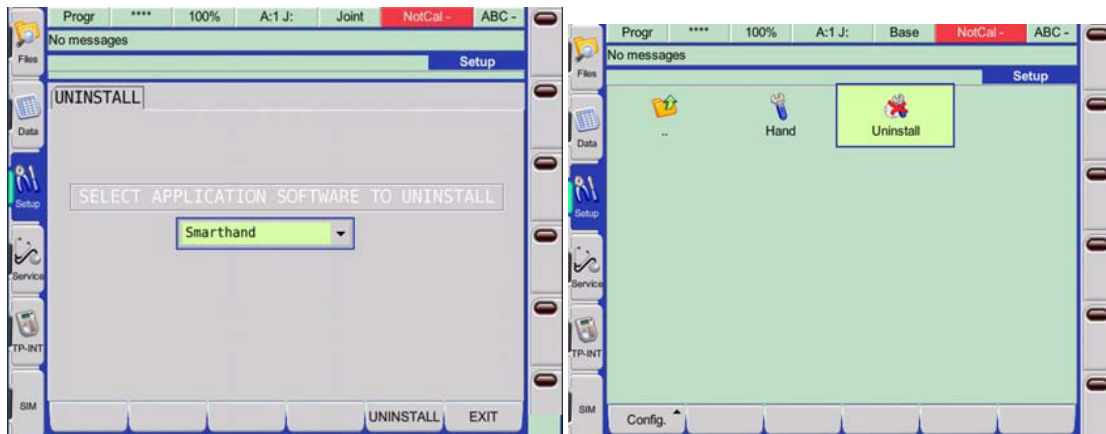 Progr **** 100% A:1 J: Joint NotCal - ABC -
No messages
Setup
Files
Data
Setup
Service
TP-INT
SIM
UNINSTALL
SELECT APPLICATION SOFTWARE TO UNINSTALL
Smarthand
UNINSTALL EXIT
Progr **** 100% A:1 J: Base NotCal - ABC -
No messages
Setup
Files
Data
Setup
Service
TP-INT
SIM
.. Hand Uninstall
Config.